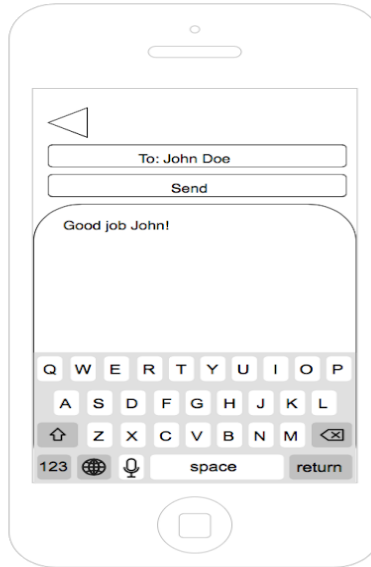 To: John Doe
Send
Good job John!
Q W E R T Y U I O P
A S D F G H J K L
Z X C V B N M
123 space return